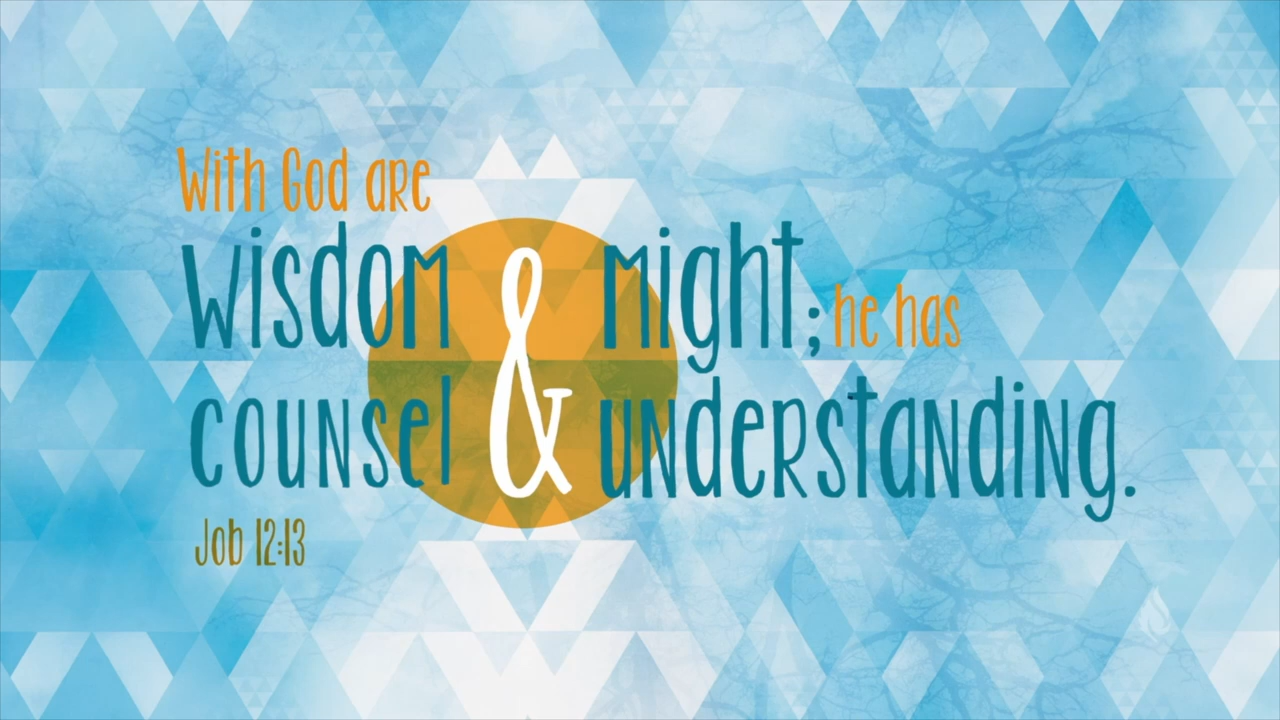 With God are
wisdom & might; he has
counsel & understanding.
Job 12:13